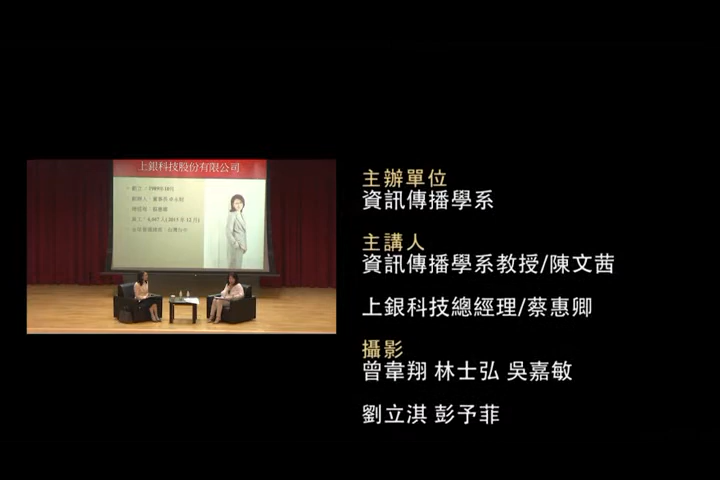 上銀科技股份有限公司
主辦單位
資訊傳播學系
主講人
資訊傳播學系教授/陳文茜
上銀科技總經理/蔡惠卿
攝影
曾韋翔 林士弘 吳嘉敏
劉立淇 彭予菲